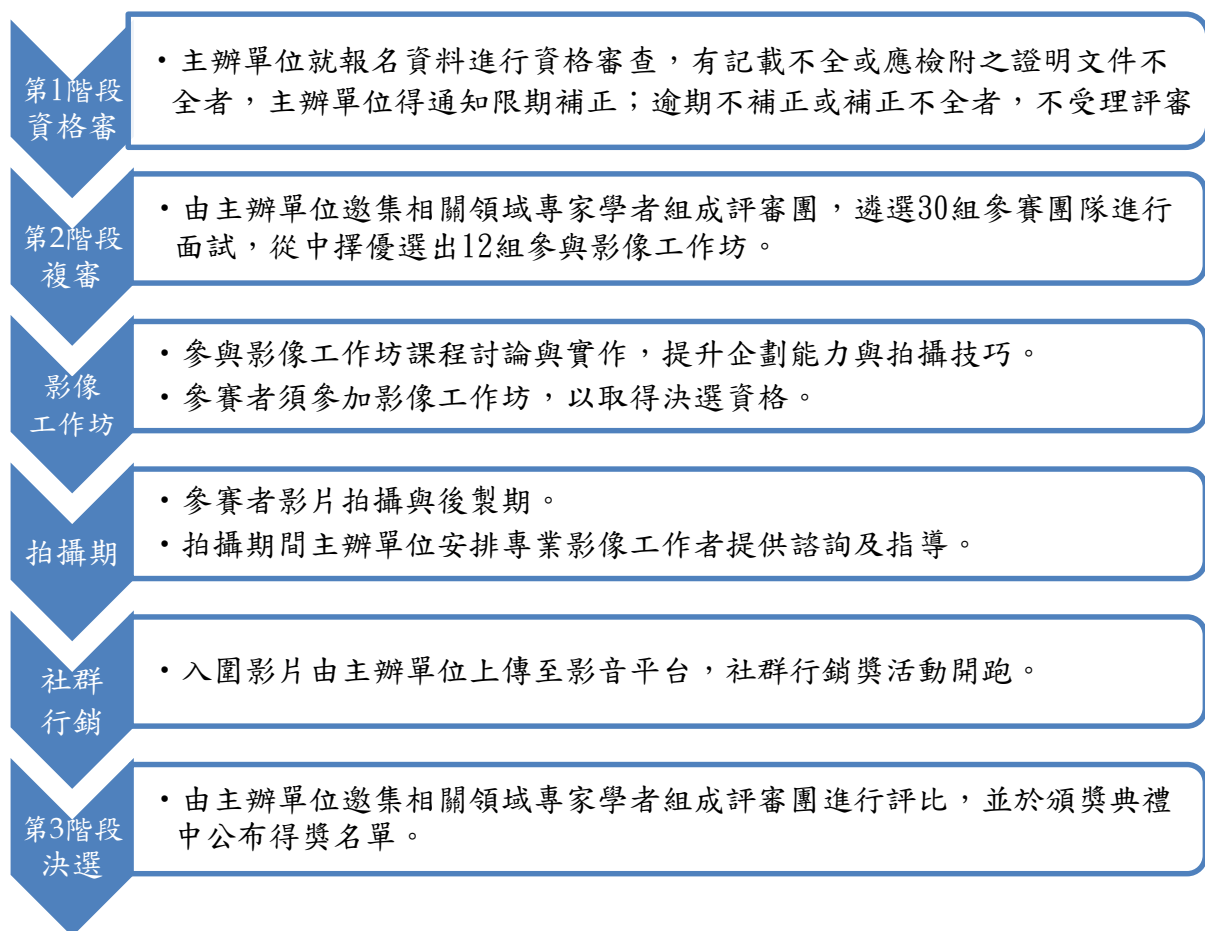 第1階段
資格審
・主辦單位就報名資料進行資格審查，有記載不全或應檢附之證明文件不
全者，主辦單位得通知限期補正；逾期不補正或補正不全者，不受理評審
第2階段
複審
・由主辦單位邀集相關領域專家學者組成評審團，遴選30組參賽團隊進行
面試，從中擇優選出12組參與影像工作坊。
影像
工作坊
・參與影像工作坊課程討論與實作，提升企劃能力與拍攝技巧。
・參賽者須參加影像工作坊，以取得決選資格。
拍攝期
・參賽者影片拍攝與後製期。
・拍攝期間主辦單位安排專業影像工作者提供諮詢及指導。
社群
行銷
・入圍影片由主辦單位上傳至影音平台，社群行銷獎活動開跑。
第3階段
決選
・由主辦單位邀集相關領域專家學者組成評審團進行評比，並於頒獎典禮
中公布得獎名單。